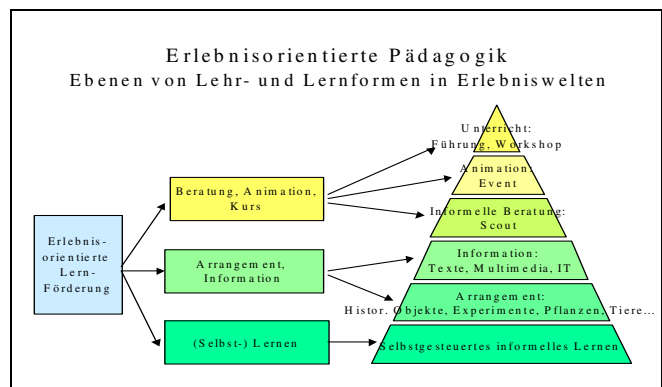 Erlebnisorientierte Pädagogik
Ebenen von Lehr- und Lernformen in Erlebniswelten
Erlebnis-
orientierte
Lern-
Förderung
Beratung, Animation,
Kurs
Arrangement,
Information
(Selbst-) Lernen
Unterricht:
Führung, Workshop
Animation:
Event
Informelle Beratung:
Scout
Information:
Texte, Multimedia, IT
Arrangement:
Histor. Objekte, Experimente, Pflanzen, Tiere...
Selbstgesteuertes informelles Lernen